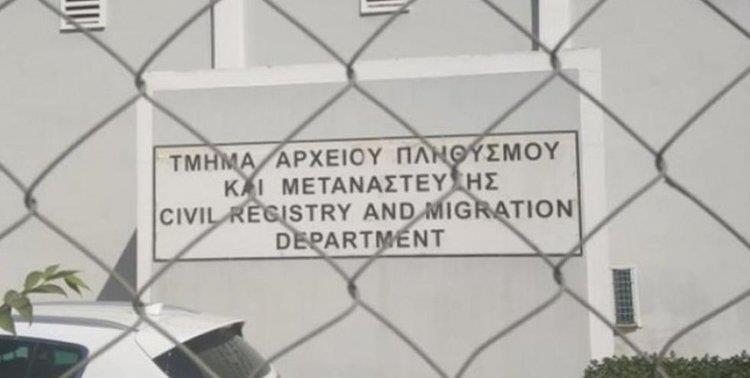 ΤΜΗΜΑ ΑΡΧΕΙΟΥ ΠΛΗΘΥΣΜΟΥ
ΚΑΙ ΜΕΤΑΝΑΣΤΕΥΣΗΣ
CIVIL REGISTRY AND MIGRATION
DEPARTMENT